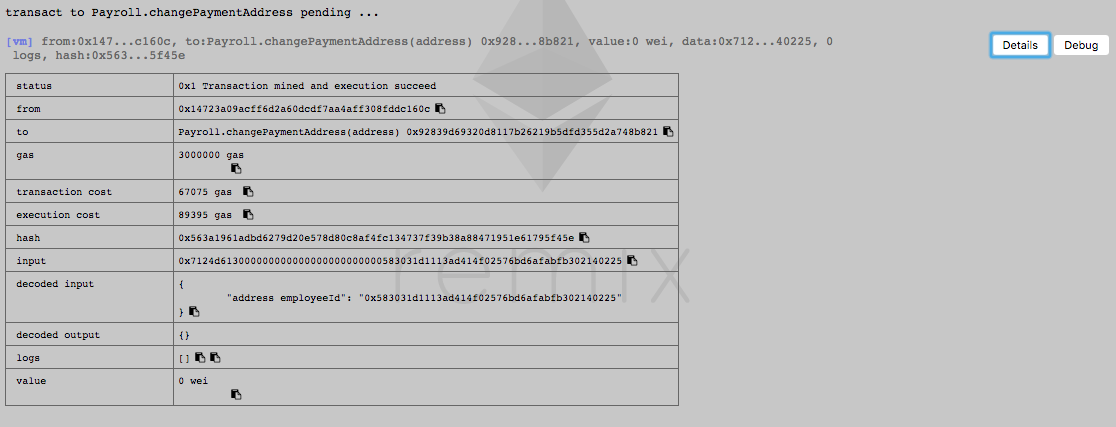 transact to Payroll.changePaymentAddress pending ...
[vm] from:0x147...c160c, to:Payroll.changePaymentAddress(address) 0x928...8b821, value:0 wei, data:0x712...40225, 0
logs, hash:0x563...5f45e
Details Debug
status 0x1 Transaction mined and execution succeed
from 0x14723a09acff6d2a60dcdf7aa4aff308fddc160c
to Payroll.changePaymentAddress(address) 0x92839d69320d8117b26219b5dfd355d2a748b821
gas 3000000 gas
transaction cost 67075 gas
execution cost 89395 gas
hash 0x563a1961adbd6279d20e578d80c8af4fc134737f39b38a88471951e61795f45e
input 0x7124d613000000000000000000000000583031d1113ad414f02576bd6afabfb302140225
decoded input {
"address employeeId": "0x583031d1113ad414f02576bd6afabfb302140225"
}
decoded output {}
logs []
value 0 wei
remix